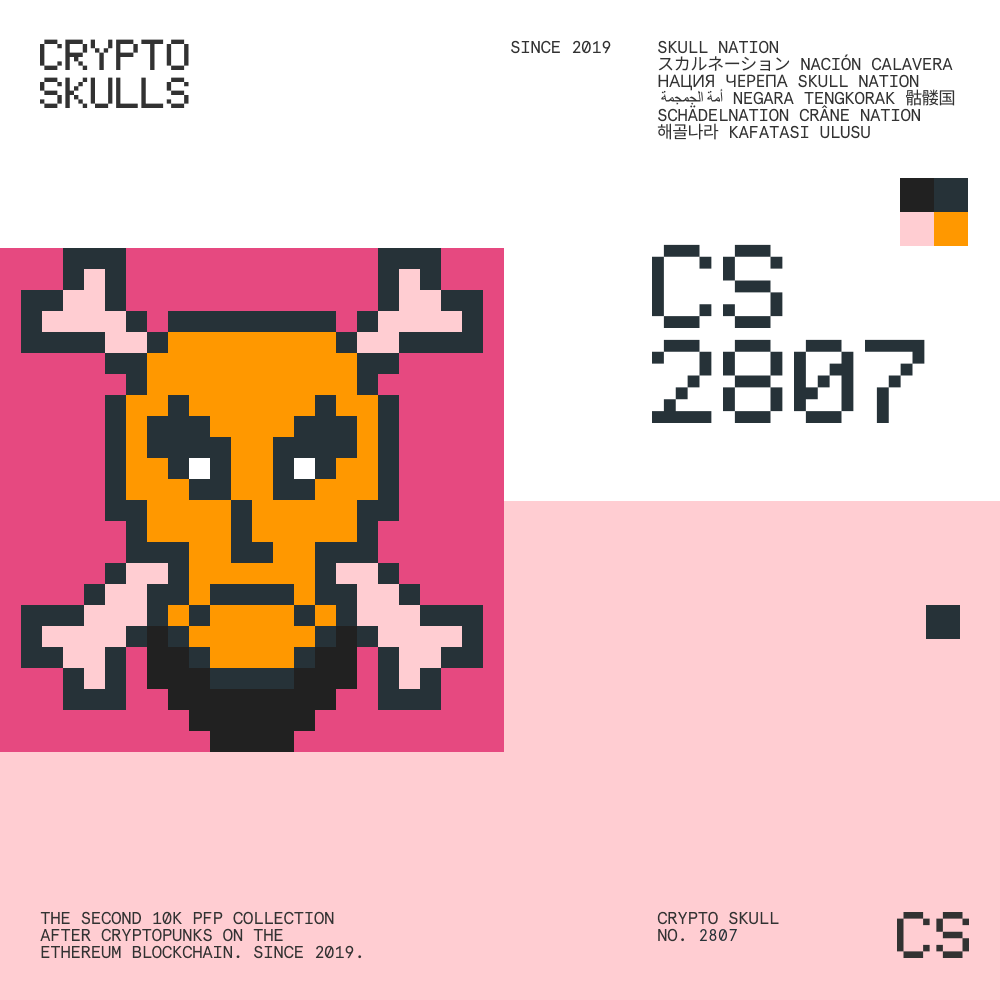 CRYPTO
SKULLS
SINCE 2019
SKULL NATION
スカルネーション NACIÓN CALAVERA
НАЦИЯ ЧЕРЕПА SKULL NATION
أمة الجمجمة NEGARA TENGKORAK 骷髅国
SCHÄDELNATION CRÂNE NATION
해골나라 KAFATASI ULUSU
CS
2807
THE SECOND 10K PFP COLLECTION
AFTER CRYPTOPUNKS ON THE
ETHEREUM BLOCKCHAIN. SINCE 2019.
CRYPTO SKULL
NO. 2807
CS